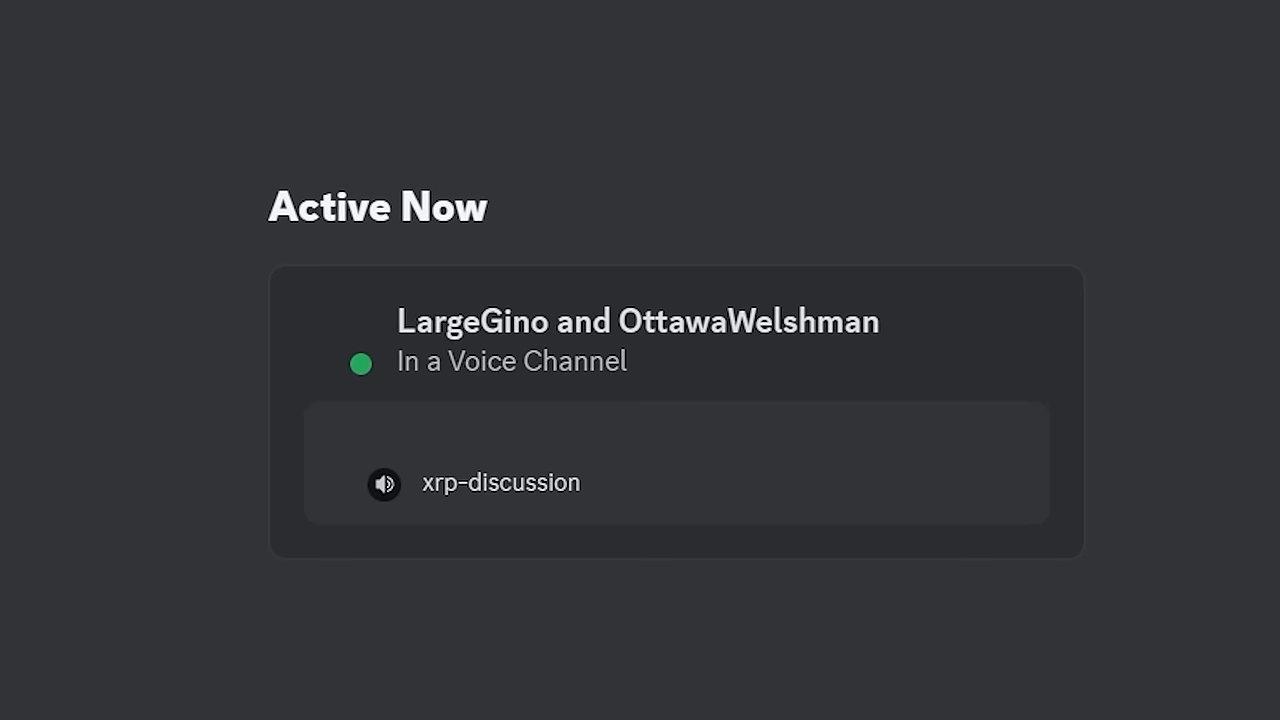 Active Now
LargeGino and OttawaWelshman
In a Voice Channel
xrp-discussion